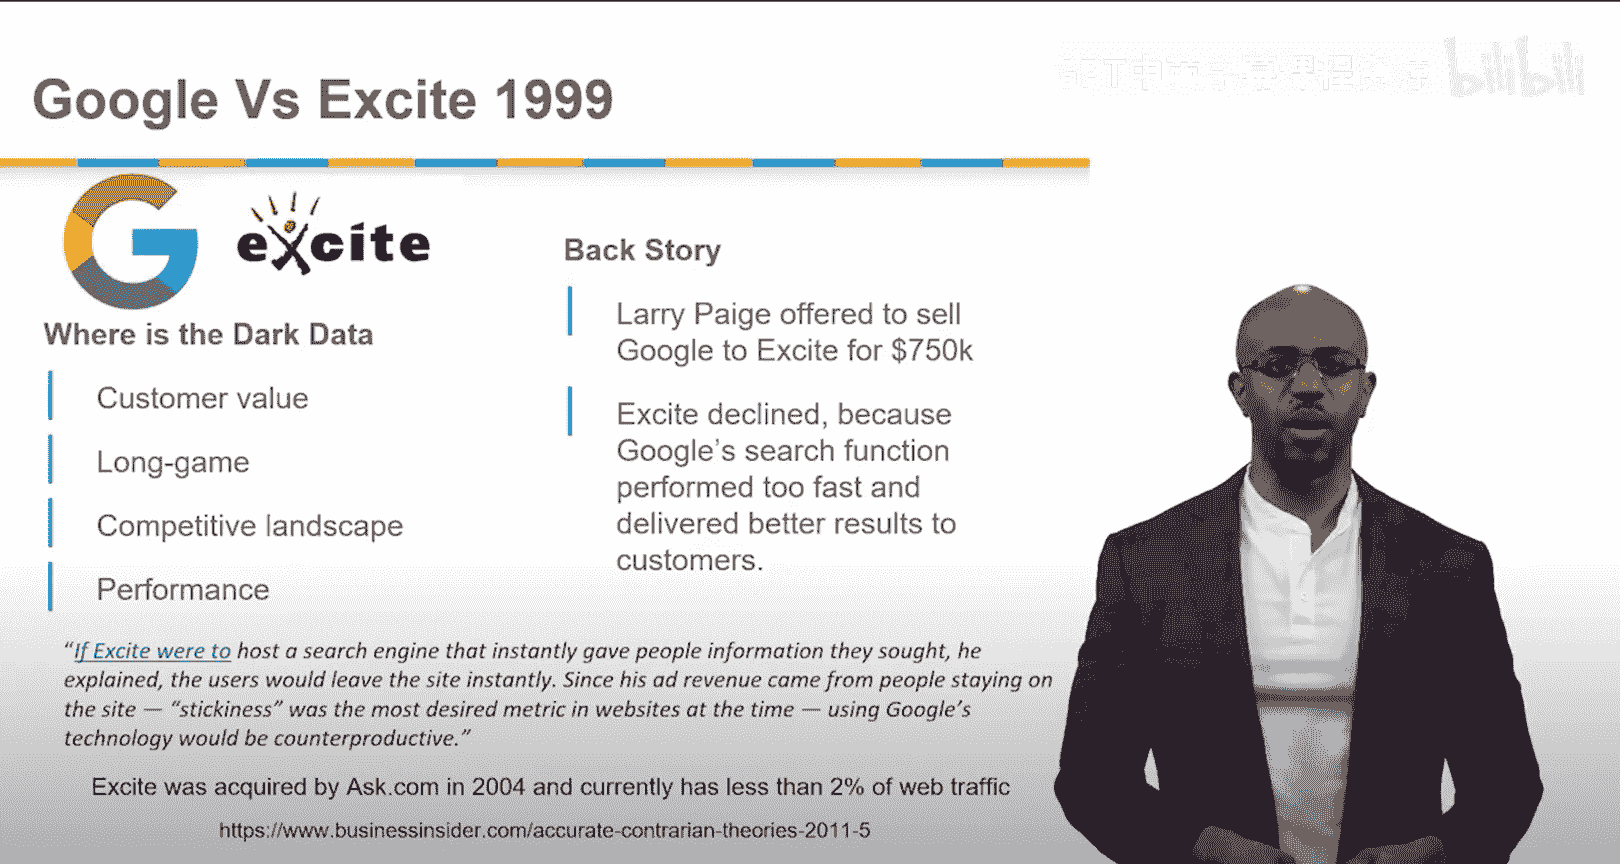 Google Vs Excite 1999
bilibili
excite
Where is the Dark Data
Customer value
Long-game
Competitive landscape
Performance
Back Story
Larry Paige offered to sell
Google to Excite for $750k
Excite declined, because
Google’s search function
performed too fast and
delivered better results to
customers.
“If Excite were to host a search engine that instantly gave people information they sought, he
explained, the users would leave the site instantly. Since his ad revenue came from people staying on
the site — “stickiness” was the most desired metric in websites at the time — using Google’s
technology would be counterproductive.”
Excite was acquired by Ask.com in 2004 and currently has less than 2% of web traffic
https://www.businessinsider.com/accurate-contrarian-theories-2011-5